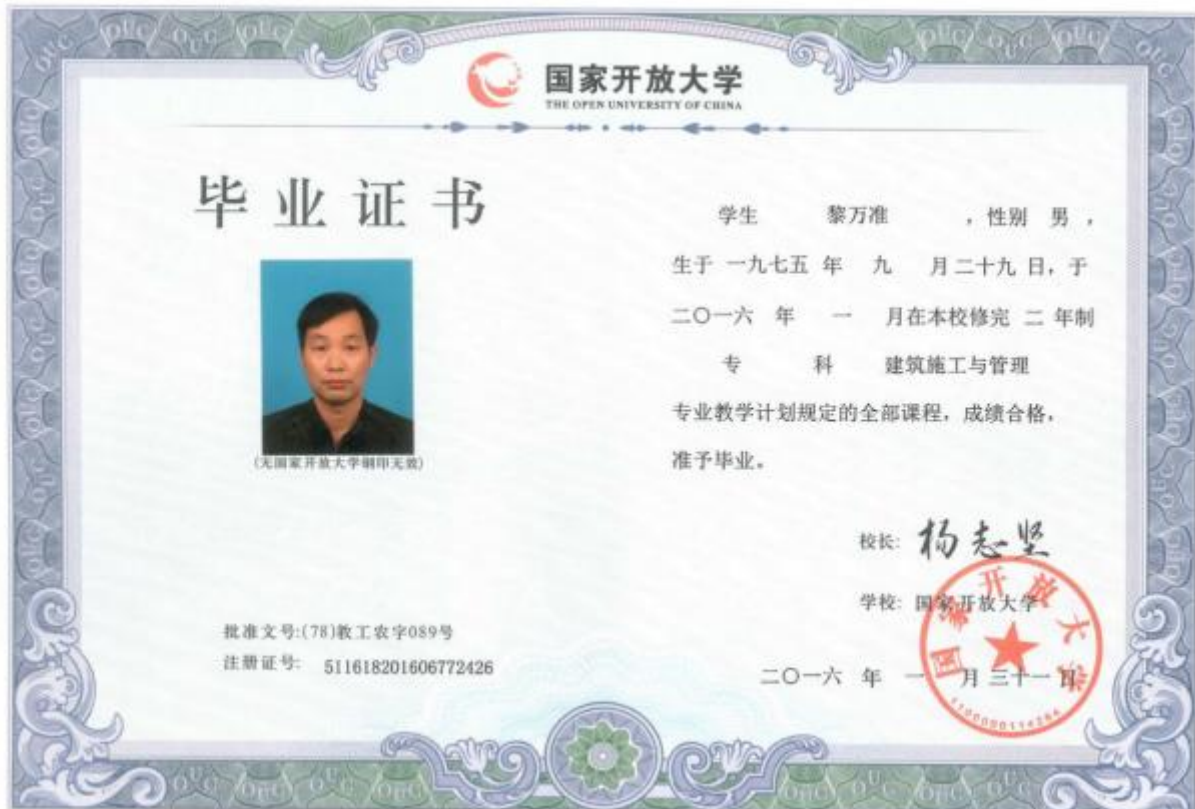 国家开放大学
THE OPEN UNIVERSITY OF CHINA
毕业证书
(无国家开放大学钢印无效)
批准文号:(78)教工农字089号
注册证号: 511618201606772426
学生 黎万准 ，性别 男 ，
生于 一九七五 年 九 月 二十九 日，于
二〇一六 年 一 月在本校修完 二 年制
专 科 建筑施工与管理
专业教学计划规定的全部课程，成绩合格，
准予毕业。
校长: 杨志坚
学校: 国家开放大学
二〇一六 年 一 月 三十一 日
国家开放大学